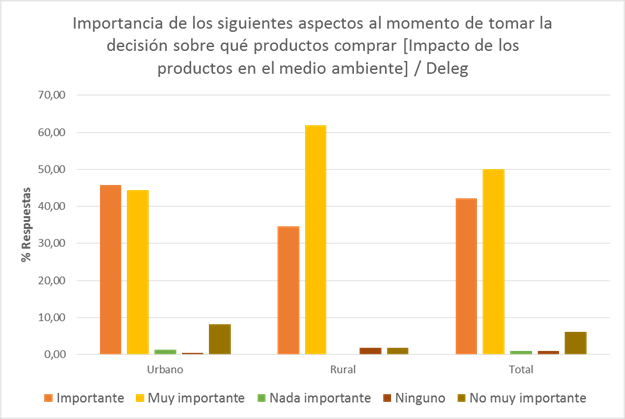 Importancia de los siguientes aspectos al momento de tomar la
decisión sobre qué productos comprar [Impacto de los
productos en el medio ambiente] / Deleg
70,00
60,00
50,00
40,00
30,00
20,00
10,00
0,00
% Respuestas
Urbano Rural Total
Importante Muy importante Nada importante Ninguno No muy importante